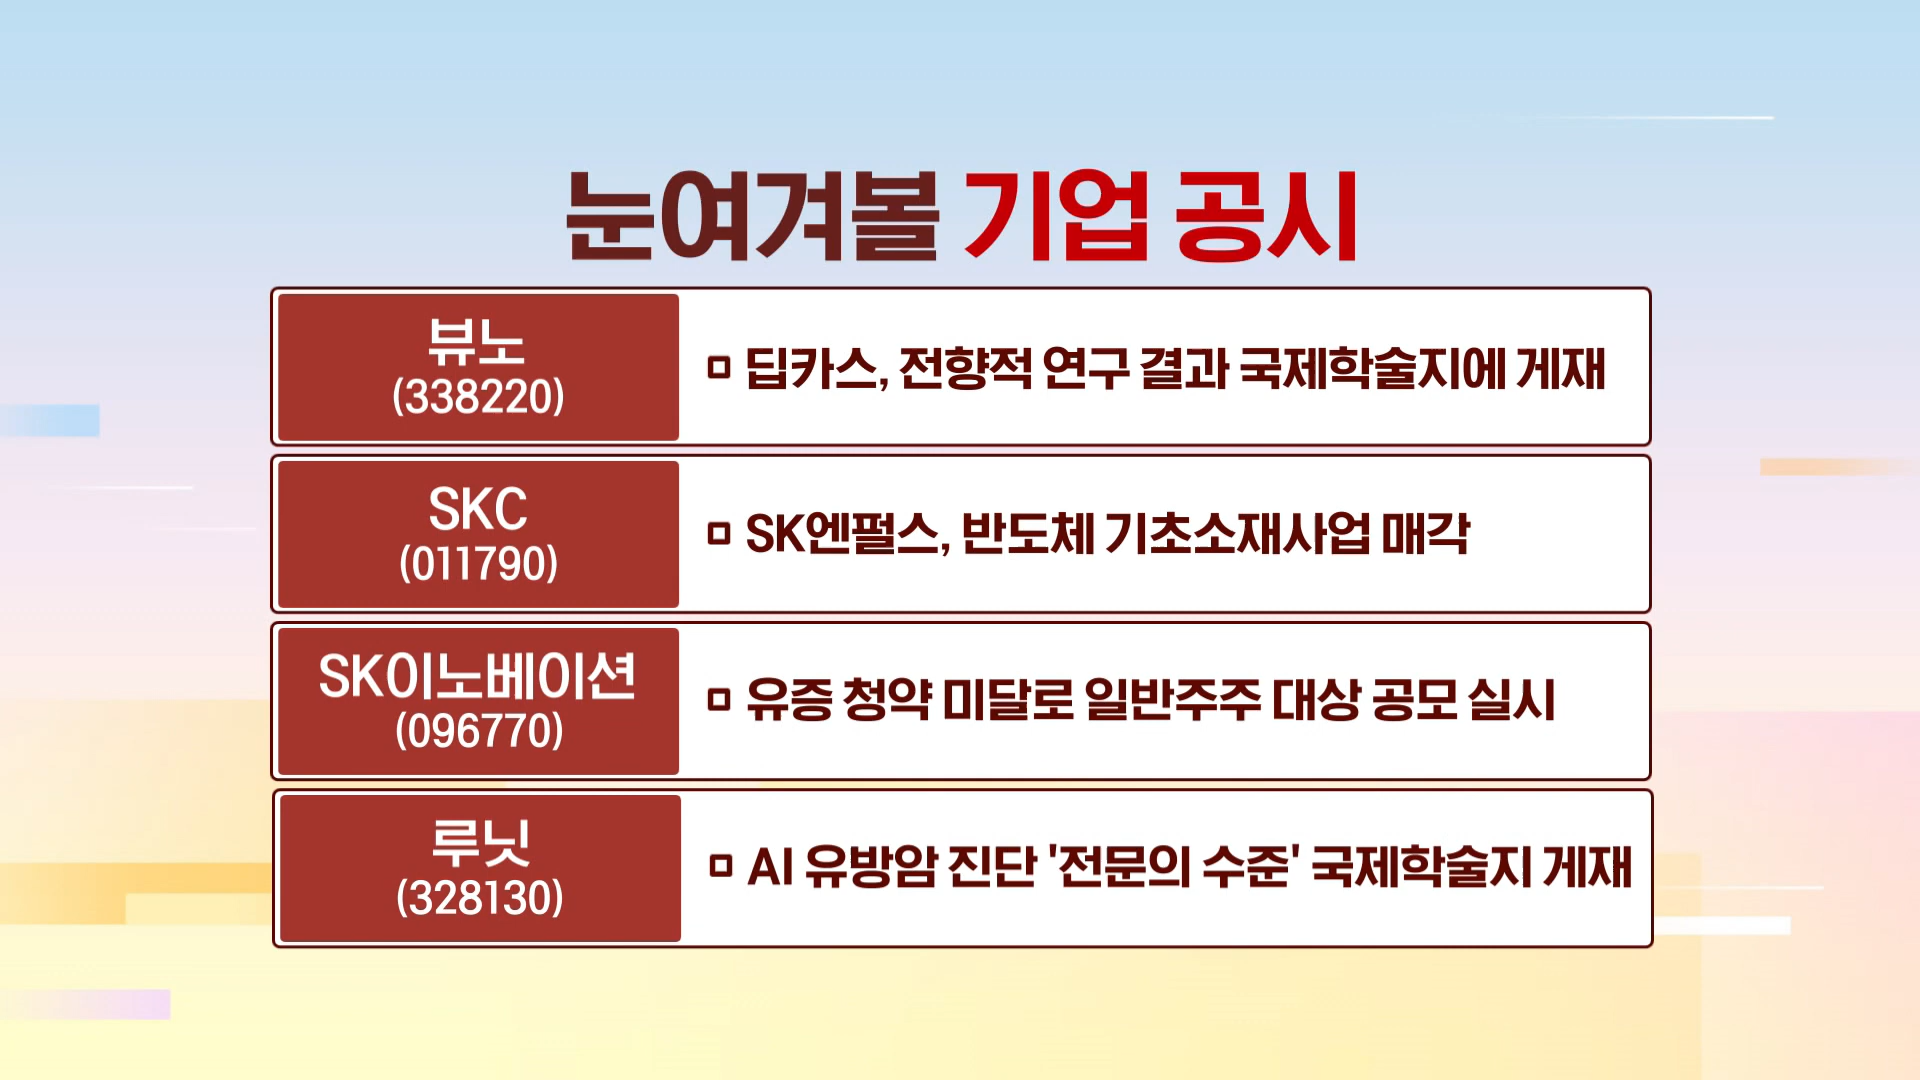 눈여겨볼 기업 공시
뷰노
(338220)
▫ 딥카스, 전향적 연구 결과 국제학술지에 게재
SKC
(011790)
▫ SK엔펄스, 반도체 기초소재사업 매각
SK이노베이션
(096770)
▫ 유증 청약 미달로 일반주주 대상 공모 실시
루닛
(328130)
▫ AI 유방암 진단 '전문의 수준' 국제학술지 게재